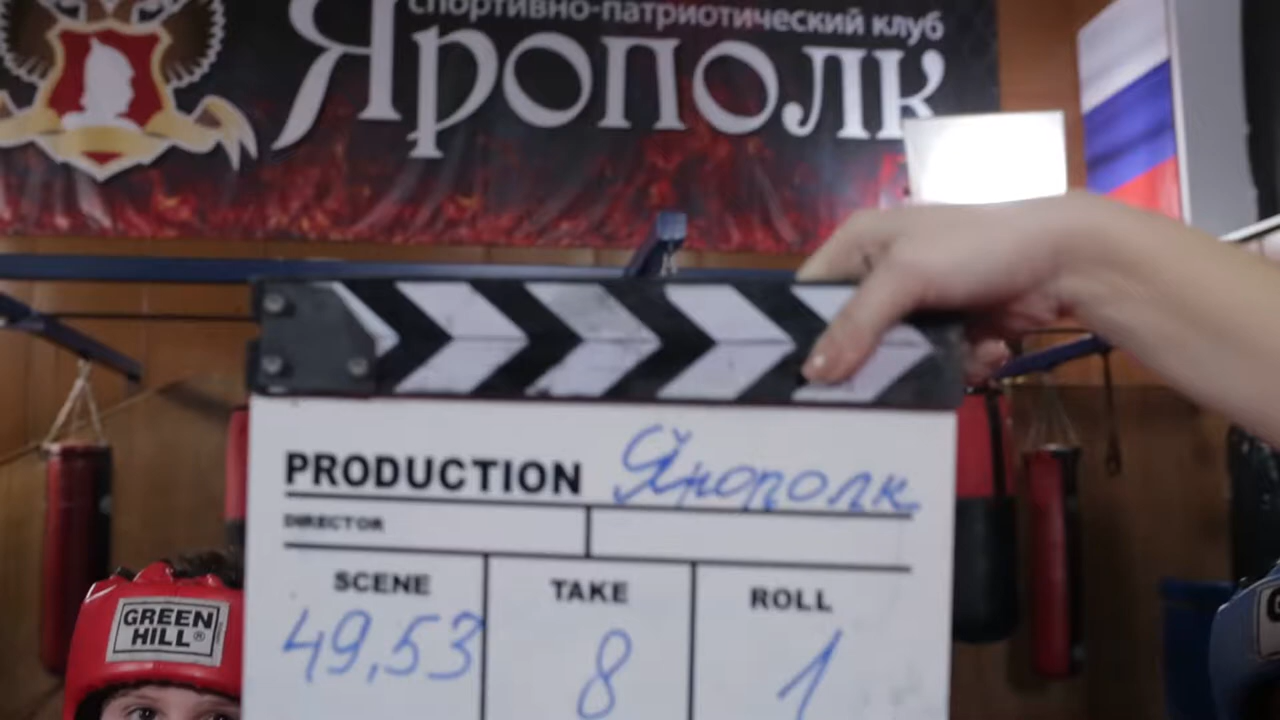 спортивно-патриотический клуб
Ярополк
PRODUCTION Ярополк
DIRECTOR
SCENE TAKE ROLL
49,53 8 1
GREEN
HILL®